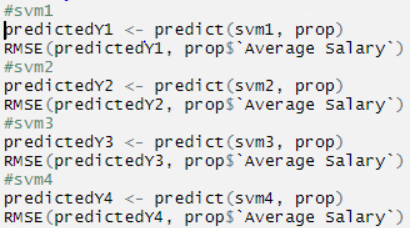 #svm1
predictedY1 <- predict(svm1, prop)
RMSE(predictedY1, prop$`Average Salary`)
#svm2
predictedY2 <- predict(svm2, prop)
RMSE(predictedY2, prop$`Average Salary`)
#svm3
predictedY3 <- predict(svm3, prop)
RMSE(predictedY3, prop$`Average Salary`)
#svm4
predictedY4 <- predict(svm4, prop)
RMSE(predictedY4, prop$`Average Salary`)